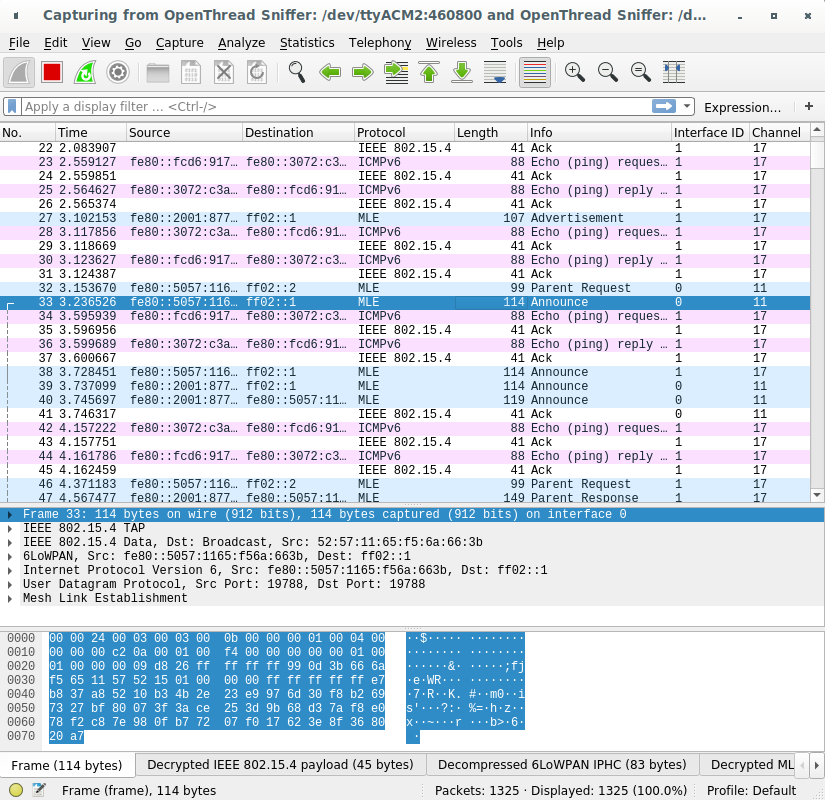 Capturing from OpenThread Sniffer: /dev/ttyACM2:460800 and OpenThread Sniffer: /d...
File Edit View Go Capture Analyze Statistics Telephony Wireless Tools Help
Apply a display filter ... <Ctrl-/> Expression... +
No. Time Source Destination Protocol Length Info Interface ID Channel
22 2.083907 IEEE 802.15.4 41 Ack 1 17
23 2.559127 fe80::fcd6:917… fe80::3072:c3… ICMPv6 88 Echo (ping) reques… 1 17
24 2.559851 IEEE 802.15.4 41 Ack 1 17
25 2.564627 fe80::3072:c3a… fe80::fcd6:91… ICMPv6 88 Echo (ping) reply … 1 17
26 2.565374 IEEE 802.15.4 41 Ack 1 17
27 3.102153 fe80::2001:877… ff02::1 MLE 107 Advertisement 1 17
28 3.117856 fe80::3072:c3a… fe80::fcd6:91… ICMPv6 88 Echo (ping) reques… 1 17
29 3.118669 IEEE 802.15.4 41 Ack 1 17
30 3.123627 fe80::fcd6:917… fe80::3072:c3… ICMPv6 88 Echo (ping) reply … 1 17
31 3.124387 IEEE 802.15.4 41 Ack 1 17
32 3.153670 fe80::5057:116… ff02::2 MLE 99 Parent Request 0 11
33 3.236526 fe80::5057:116… ff02::1 MLE 114 Announce 0 11
34 3.595939 fe80::fcd6:917… fe80::3072:c3… ICMPv6 88 Echo (ping) reques… 1 17
35 3.596956 IEEE 802.15.4 41 Ack 1 17
36 3.599689 fe80::3072:c3a… fe80::fcd6:91… ICMPv6 88 Echo (ping) reply … 1 17
37 3.600667 IEEE 802.15.4 41 Ack 1 17
38 3.728451 fe80::5057:116… ff02::1 MLE 114 Announce 1 17
39 3.737099 fe80::2001:877… ff02::1 MLE 114 Announce 0 11
40 3.745697 fe80::2001:877… fe80::5057:11… MLE 119 Announce 0 11
41 3.746317 IEEE 802.15.4 41 Ack 0 11
42 4.157222 fe80::3072:c3a… fe80::fcd6:91… ICMPv6 88 Echo (ping) reques… 1 17
43 4.157751 IEEE 802.15.4 41 Ack 1 17
44 4.161786 fe80::fcd6:917… fe80::3072:c3… ICMPv6 88 Echo (ping) reply … 1 17
45 4.162459 IEEE 802.15.4 41 Ack 1 17
46 4.371183 fe80::5057:116… ff02::2 MLE 99 Parent Request 1 17
47 4.567477 fe80::2001:877… fe80::5057:11… MLE 149 Parent Response 1 17
Frame 33: 114 bytes on wire (912 bits), 114 bytes captured (912 bits) on interface 0
IEEE 802.15.4 TAP
IEEE 802.15.4 Data, Dst: Broadcast, Src: 52:57:11:65:f5:6a:66:3b
6LoWPAN, Src: fe80::5057:1165:f56a:663b, Dest: ff02::1
Internet Protocol Version 6, Src: fe80::5057:1165:f56a:663b, Dst: ff02::1
User Datagram Protocol, Src Port: 19788, Dst Port: 19788
Mesh Link Establishment
0000 00 00 24 00 03 00 03 00 0b 00 00 00 01 00 04 00 ··$····· ········
0010 00 00 00 c2 0a 00 01 00 f4 00 00 00 00 00 01 00 ········ ········
0020 01 00 00 00 09 d8 26 ff ff ff ff 99 0d 3b 66 6a ······&· ·····;fj
0030 f5 65 11 57 52 15 01 00 00 00 ff ff ff ff ff e7 ·e·WR··· ········
0040 b8 37 a8 52 10 b3 4b 2e 23 e9 97 6d 30 f8 b2 69 ·7·R··K. #··m0··i
0050 73 27 bf 80 07 3f 3a ce 25 3d 9b 68 d3 7a f8 e0 s'···?:· %=·h·z··
0060 78 f2 c8 7e 98 0f b7 72 07 f0 17 62 3e 8f 36 80 x··~···r ···b>·6·
0070 20 a7 ·
Frame (114 bytes) Decrypted IEEE 802.15.4 payload (45 bytes) Decompressed 6LoWPAN IPHC (83 bytes) Decrypted ML
Frame (frame), 114 bytes Packets: 1325 · Displayed: 1325 (100.0%) Profile: Default